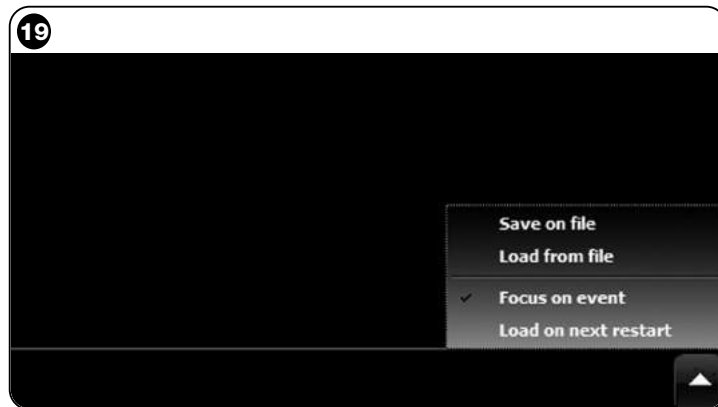 19
Save on file
Load from file
Focus on event
Load on next restart